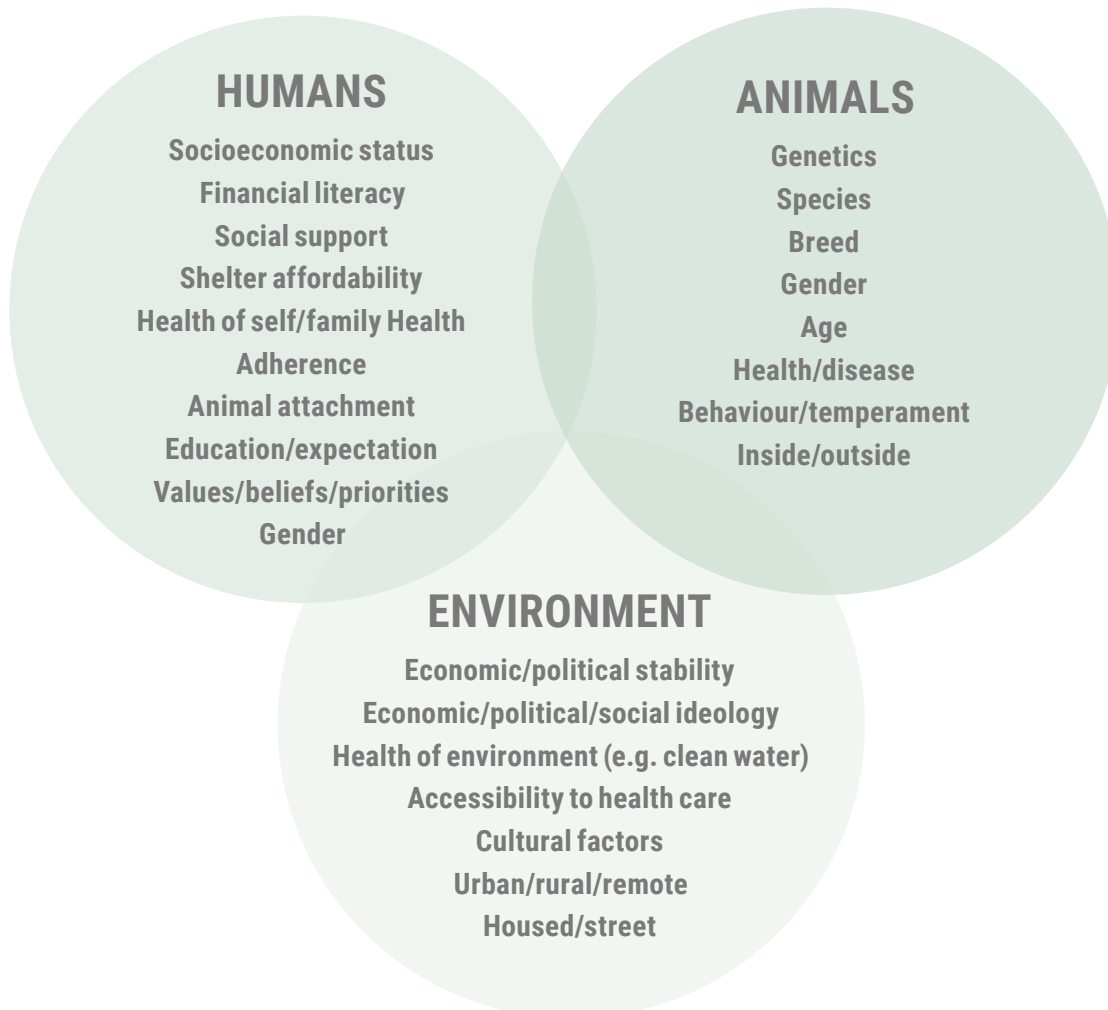 HUMANS
Socioeconomic status
Financial literacy
Social support
Shelter affordability
Health of self/family Health
Adherence
Animal attachment
Education/expectation
Values/beliefs/priorities
Gender
ANIMALS
Genetics
Species
Breed
Gender
Age
Health/disease
Behaviour/temperament
Inside/outside
ENVIRONMENT
Economic/political stability
Economic/political/social ideology
Health of environment (e.g. clean water)
Accessibility to health care
Cultural factors
Urban/rural/remote
Housed/street